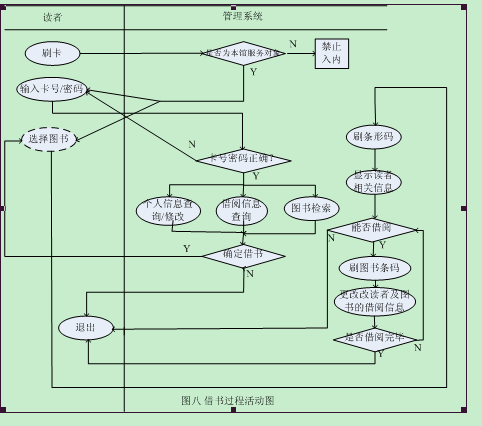 读者
管理系统
刷卡
是否为本馆服务对象
N
禁止
入内
Y
输入卡号/密码
选择图书
刷条形码
N
卡号密码正确？
Y
显示读者
相关信息
个人信息查
询/修改
借阅信息
查询
图书检索
能否借阅
N
Y
Y
确定借书
N
刷图书条码
更改改读者及图
书的借阅信息
退出
是否借阅完毕
Y
N
图八 借书过程活动图